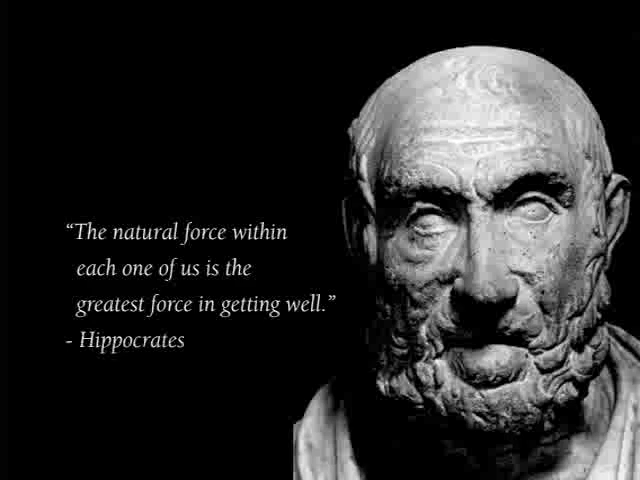 “The natural force within
each one of us is the
greatest force in getting well.”
- Hippocrates